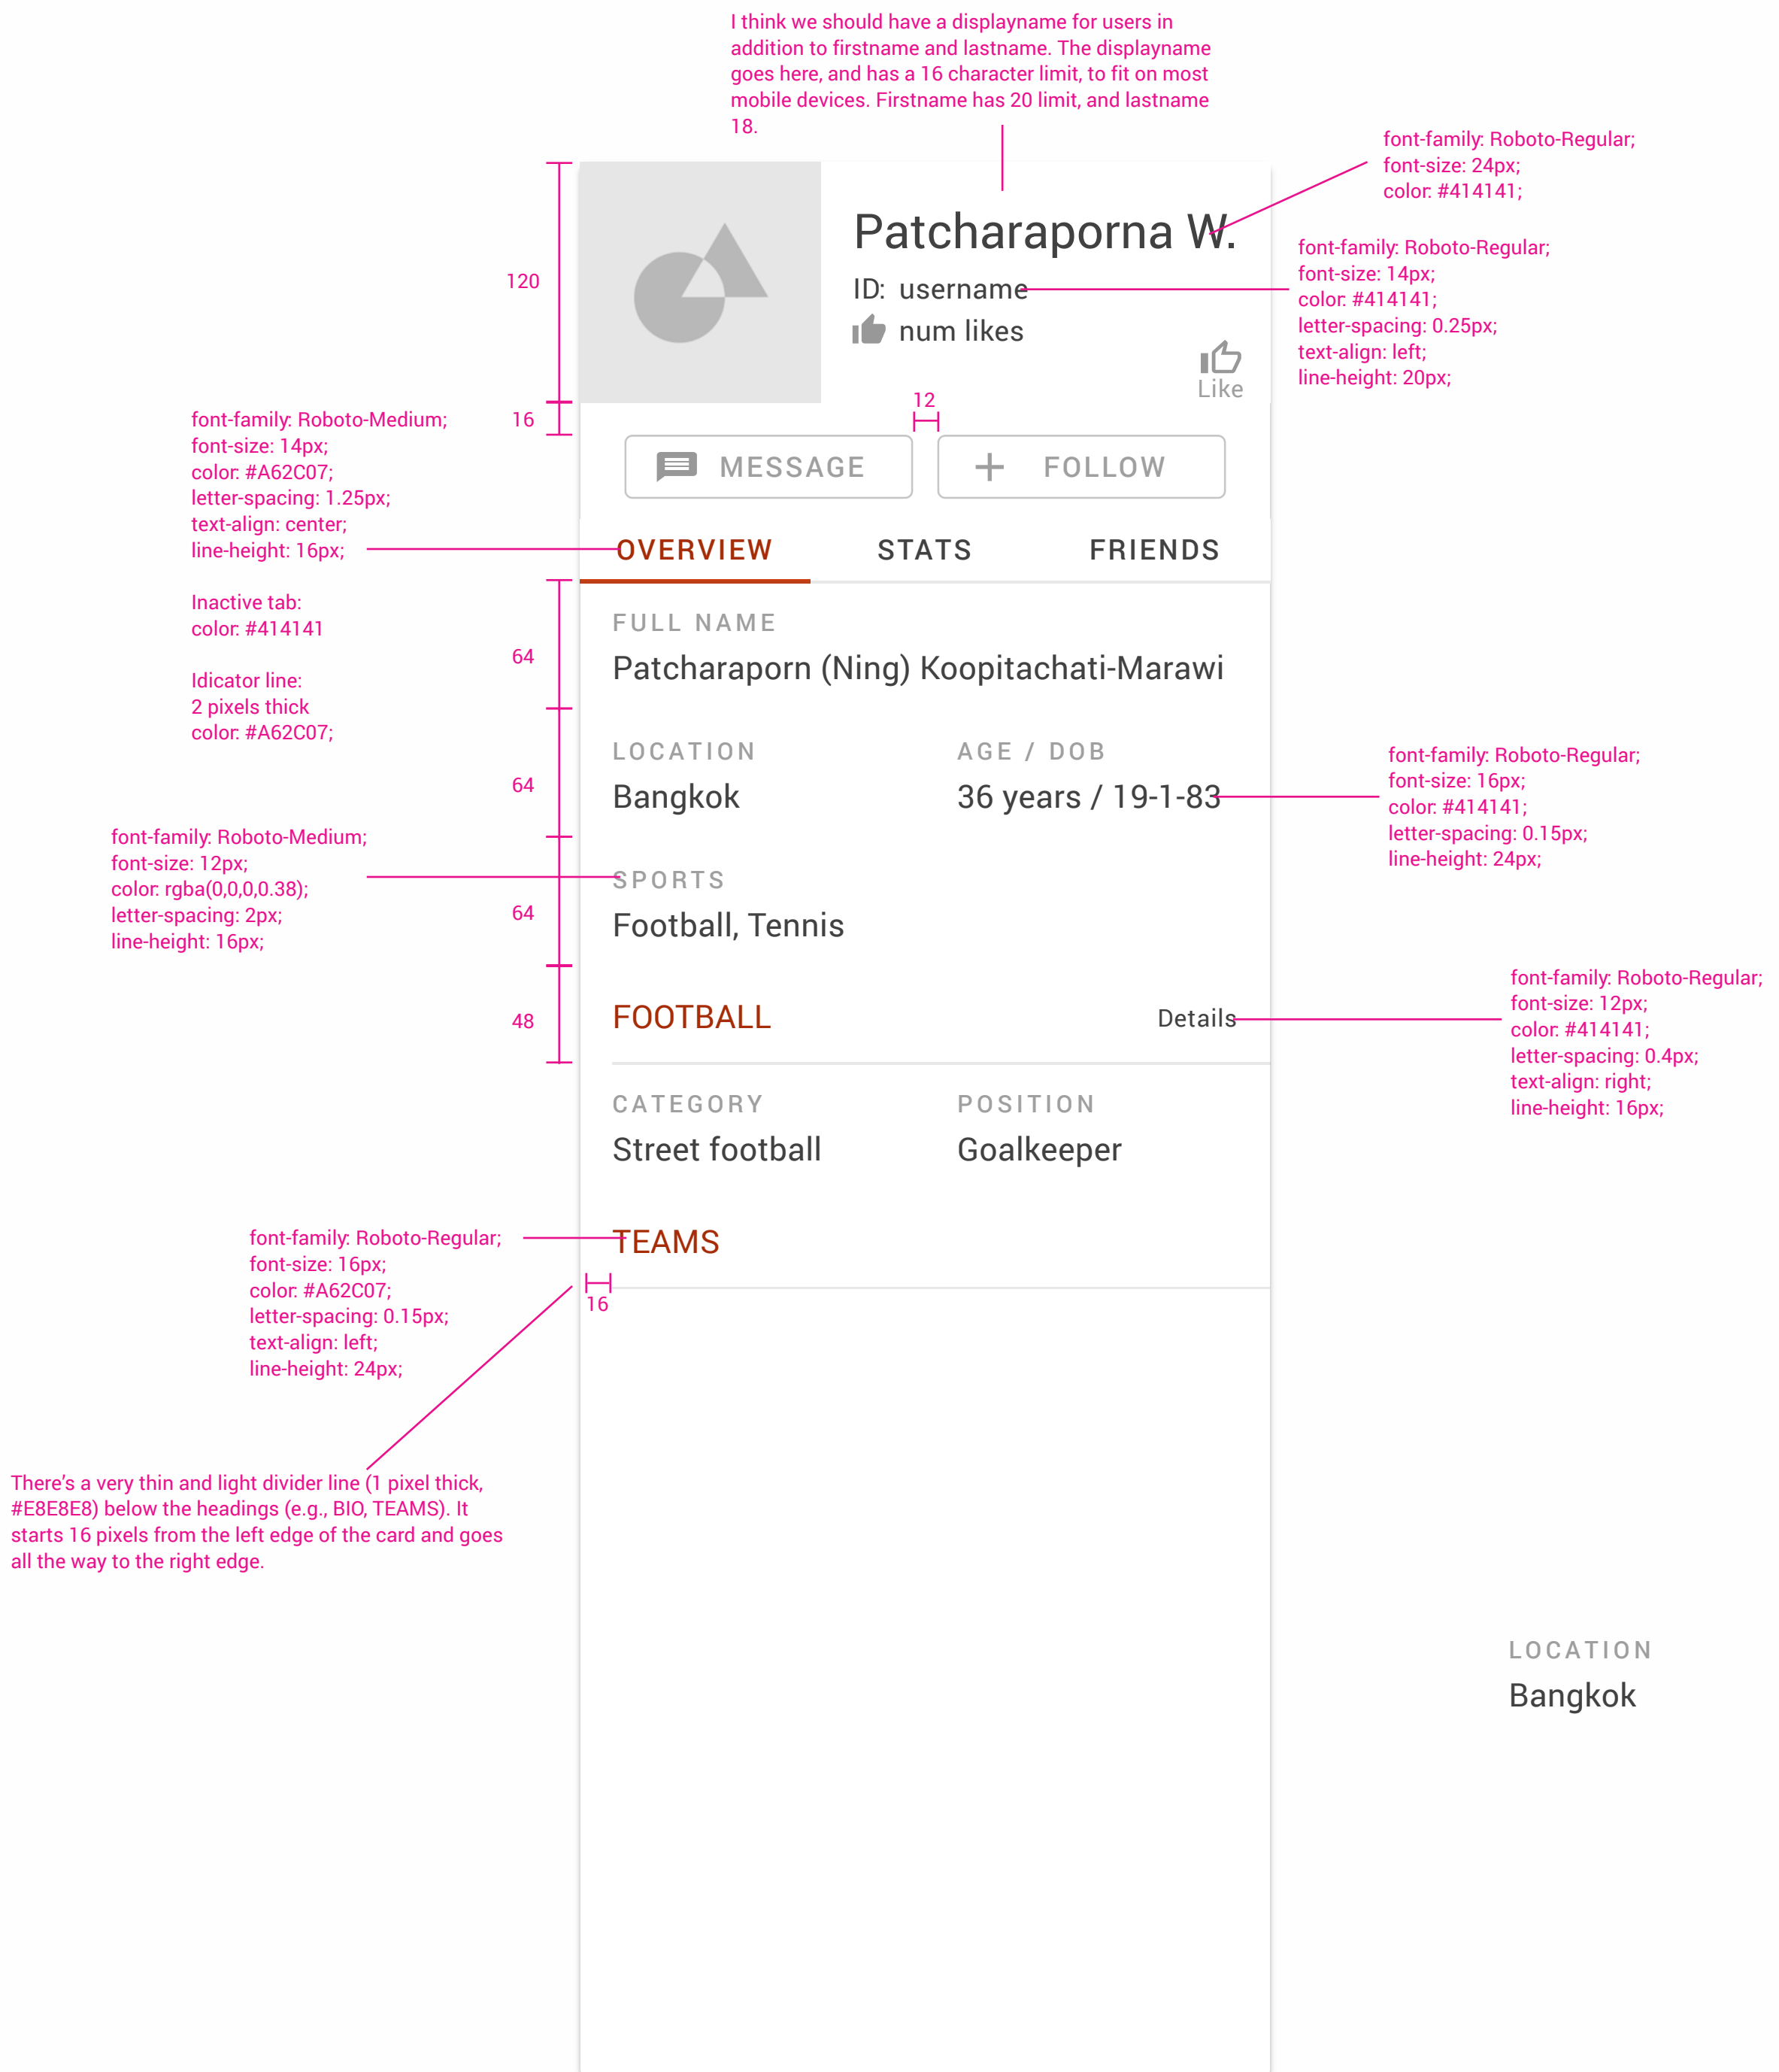 I think we should have a displayname for users in
addition to firstname and lastname. The displayname
goes here, and has a 16 character limit, to fit on most
mobile devices. Firstname has 20 limit, and lastname
18.
font-family: Roboto-Regular;
font-size: 24px;
color: #414141;
Patcharaporna W.
font-family: Roboto-Regular;
font-size: 14px;
color: #414141;
letter-spacing: 0.25px;
text-align: left;
line-height: 20px;
120
ID: username
num likes
Like
12
16
font-family: Roboto-Medium;
font-size: 14px;
color: #A62C07;
letter-spacing: 1.25px;
text-align: center;
line-height: 16px;
MESSAGE
FOLLOW
OVERVIEW
STATS
FRIENDS
Inactive tab:
color: #414141
Idicator line:
2 pixels thick
color: #A62C07;
64
FULL NAME
Patcharaporn (Ning) Koopitachati-Marawi
64
LOCATION
Bangkok
AGE / DOB
36 years / 19-1-83
font-family: Roboto-Regular;
font-size: 16px;
color: #414141;
letter-spacing: 0.15px;
line-height: 24px;
font-family: Roboto-Medium;
font-size: 12px;
color: rgba(0,0,0,0.38);
letter-spacing: 2px;
line-height: 16px;
64
SPORTS
Football, Tennis
48
FOOTBALL
Details
font-family: Roboto-Regular;
font-size: 12px;
color: #414141;
letter-spacing: 0.4px;
text-align: right;
line-height: 16px;
CATEGORY
Street football
POSITION
Goalkeeper
font-family: Roboto-Regular;
font-size: 16px;
color: #A62C07;
letter-spacing: 0.15px;
text-align: left;
line-height: 24px;
TEAMS
16
There's a very thin and light divider line (1 pixel thick,
#E8E8E8) below the headings (e.g., BIO, TEAMS). It
starts 16 pixels from the left edge of the card and goes
all the way to the right edge.
LOCATION
Bangkok